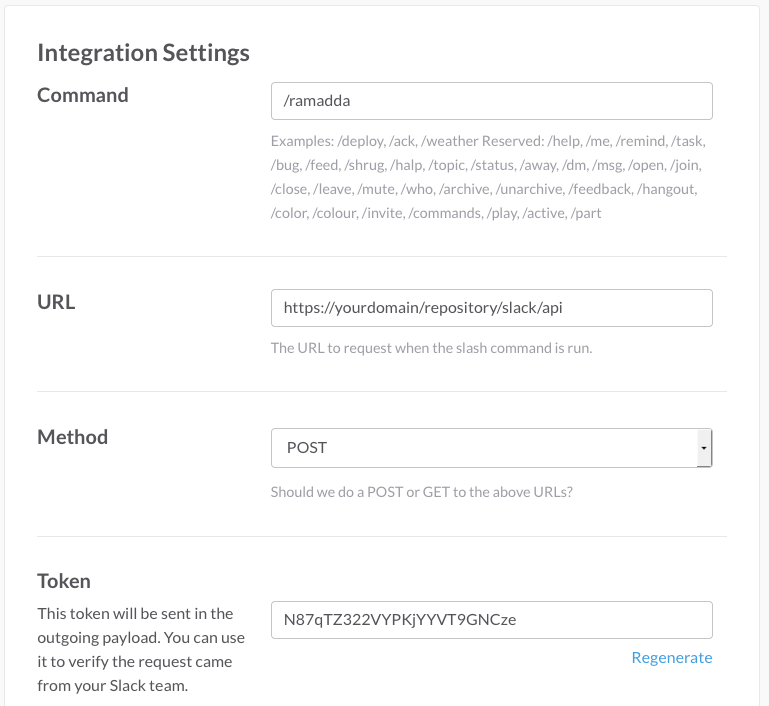 Integration Settings
Command
/ramadda
Examples: /deploy, /ack, /weather Reserved: /help, /me, /remind, /task,
/bug, /feed, /shrug, /halp, /topic, /status, /away, /dm, /msg, /open, /join,
/close, /leave, /mute, /who, /archive, /unarchive, /feedback, /hangout,
/color, /colour, /invite, /commands, /play, /active, /part
URL
https://yourdomain/repository/slack/api
The URL to request when the slash command is run.
Method
POST
Should we do a POST or GET to the above URLs?
Token
This token will be sent in the
outgoing payload. You can use
it to verify the request came
from your Slack team.
N87qTZ322VYPKjYYVT9GNCze
Regenerate